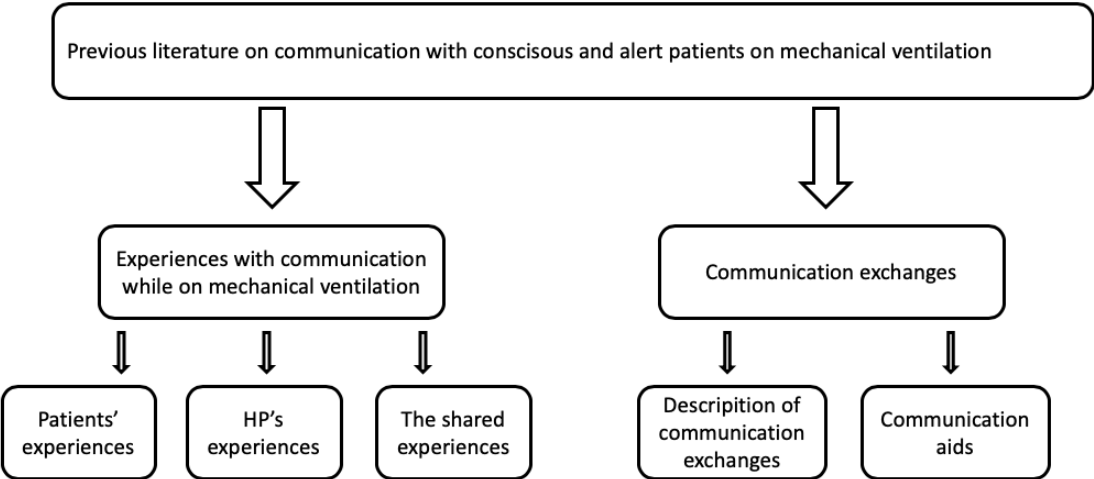 Previous literature on communication with conscisous and alert patients on mechanical ventilation
Experiences with communication
while on mechanical ventilation
Communication exchanges
Patients’
experiences
HP’s
experiences
The shared
experiences
Descripition of
communication
exchanges
Communication
aids